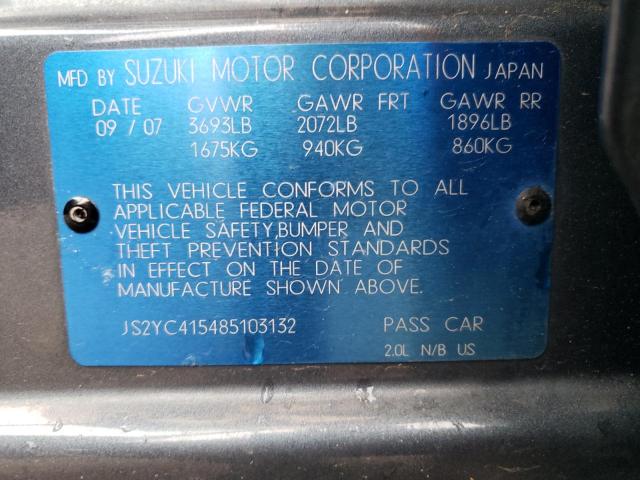 MFD BY SUZUKI MOTOR CORPORATION JAPAN
DATE GVWR GAWR FRT GAWR RR
09 / 07 3693LB 2072LB 1896LB
1675KG 940KG 860KG
THIS VEHICLE CONFORMS TO ALL
APPLICABLE FEDERAL MOTOR
VEHICLE SAFETY,BUMPER AND
THEFT PREVENTION STANDARDS
IN EFFECT ON THE DATE OF
MANUFACTURE SHOWN ABOVE.
JS2YC415485103132 PASS CAR
2.0L N/B US